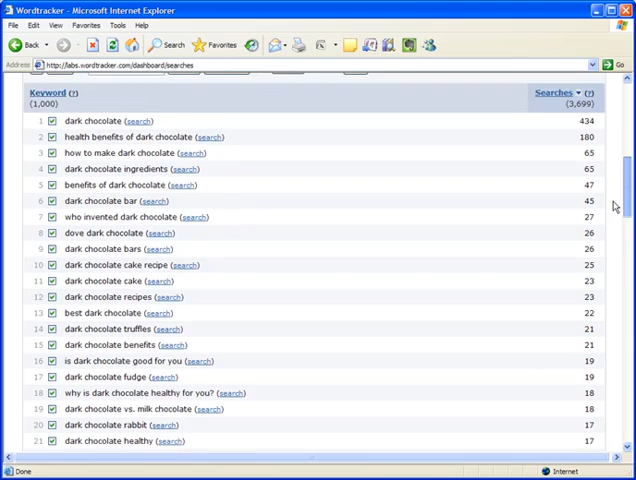 Wordtracker - Microsoft Internet Explorer
File Edit View Favorites Tools Help
Back Search Favorites
Address http://labs.wordtracker.com/dashboard/searches Go
Keyword (?) Searches (?)
(1,000) (3,699)
1 dark chocolate (search) 434
2 health benefits of dark chocolate (search) 180
3 how to make dark chocolate (search) 65
4 dark chocolate ingredients (search) 65
5 benefits of dark chocolate (search) 47
6 dark chocolate bar (search) 45
7 who invented dark chocolate (search) 27
8 dove dark chocolate (search) 26
9 dark chocolate bars (search) 26
10 dark chocolate cake recipe (search) 25
11 dark chocolate cake (search) 23
12 dark chocolate recipes (search) 23
13 best dark chocolate (search) 22
14 dark chocolate truffles (search) 21
15 dark chocolate benefits (search) 21
16 is dark chocolate good for you (search) 19
17 dark chocolate fudge (search) 19
18 why is dark chocolate healthy for you? (search) 18
19 dark chocolate vs. milk chocolate (search) 18
20 dark chocolate rabbit (search) 17
21 dark chocolate healthy (search) 17
Done Internet